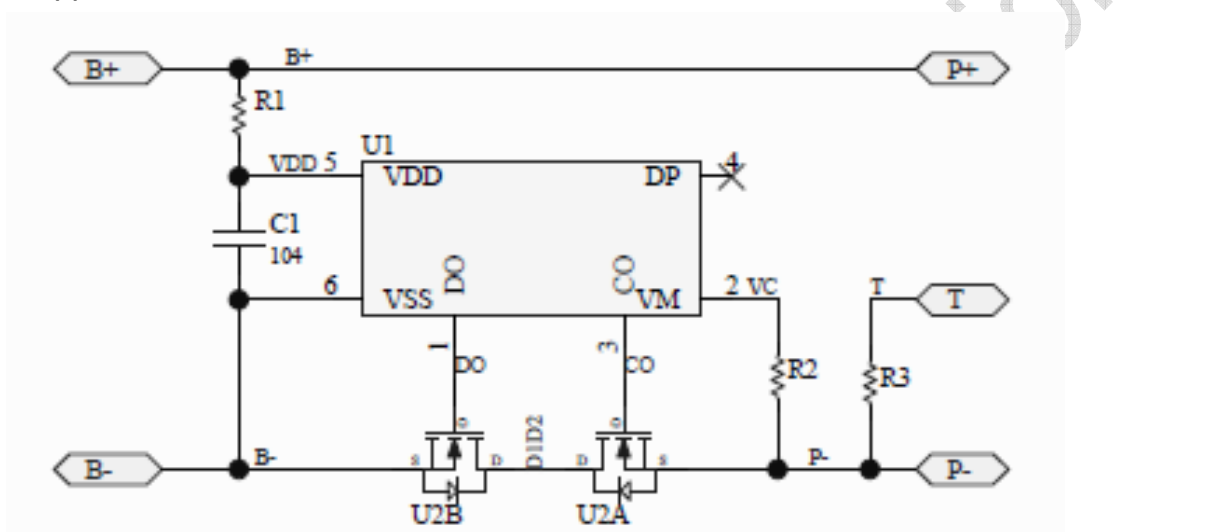 B+
B+
P+
R1
U1
VDD 5
VDD
DP
4
C1
104
DO
CO
6
VSS
VM
2 VC
T
T
1
DO
3
CO
R2
R3
D1D2
B-
B-
S
G
D
D
G
S
P-
P-
U2B
U2A